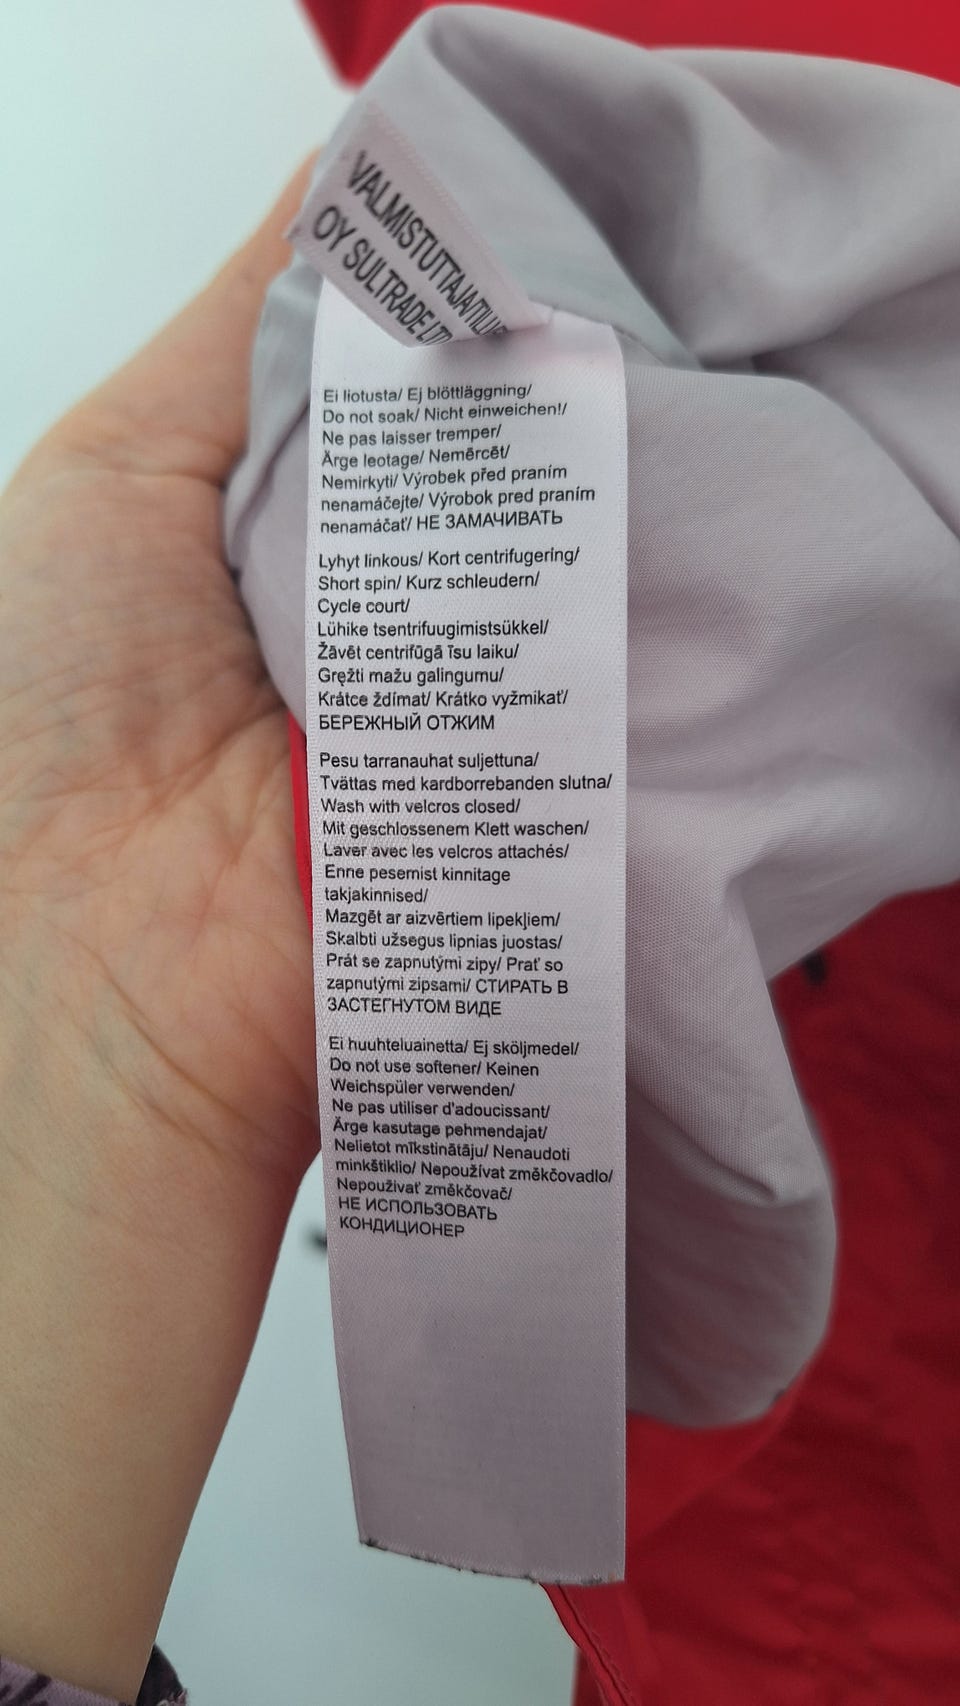 VALMISTUTTAJA/TILL
OY SULTRADE LTD
Ei liotusta/ Ej blöttläggning/
Do not soak/ Nicht einweichen!/
Ne pas laisser tremper/
Ärge leotage/ Nemērcēt/
Nemirkyti/ Výrobek před praním
nenamáčejte/ Výrobok pred praním
nenamáčať/ НЕ ЗАМАЧИВАТЬ
Lyhyt linkous/ Kort centrifugering/
Short spin/ Kurz schleudern/
Cycle court/
Lühike tsentrifuugimistsükkel/
Žāvēt centrifūgā īsu laiku/
Gręžti mažu galingumu/
Krátce ždímat/ Krátko vyžmikať/
БЕРЕЖНЫЙ ОТЖИМ
Pesu tarranauhat suljettuna/
Tvättas med kardborrebanden slutna/
Wash with velcros closed/
Mit geschlossenem Klett waschen/
Laver avec les velcros attachés/
Enne pesemist kinnitage
takjakinnised/
Mazgēt ar aizvērtiem lipekļiem/
Skalbti užsegus lipnias juostas/
Prát se zapnutými zipy/ Prať so
zapnutými zipsami/ СТИРАТЬ В
ЗАСТЕГНУТОМ ВИДЕ
Ei huuhteluainetta/ Ej sköljmedel/
Do not use softener/ Keinen
Weichspüler verwenden/
Ne pas utiliser d'adoucissant/
Ärge kasutage pehmendajat/
Nelietot mīkstinātāju/ Nenaudoti
minkštiklio/ Nepoužívat změkčovadlo/
Nepouživať změkčovač/
НЕ ИСПОЛЬЗОВАТЬ
КОНДИЦИОНЕР